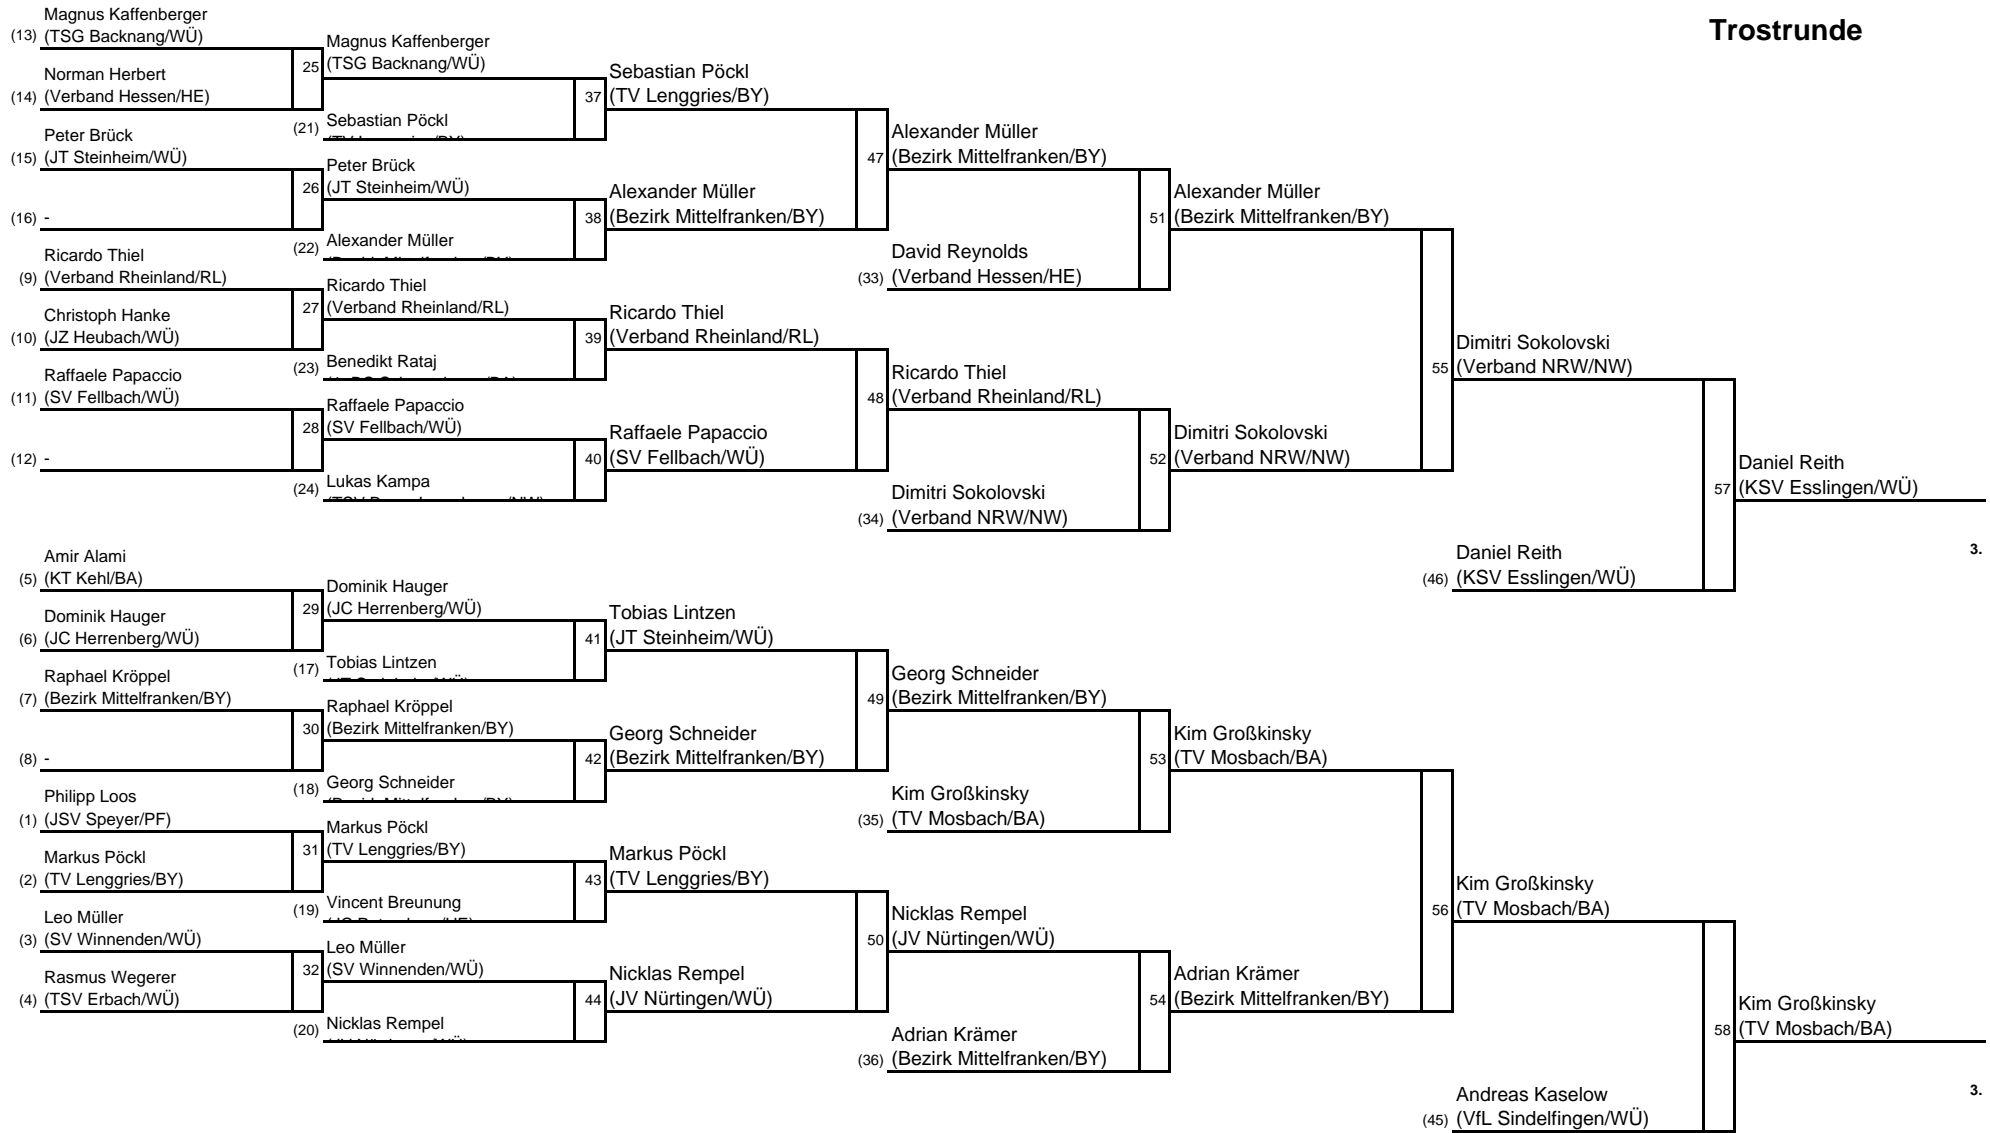 Trostrunde
Magnus Kaffenberger
(13) (TSG Backnang/WÜ)
Norman Herbert
(14) (Verband Hessen/HE)
Peter Brück
(15) (JT Steinheim/WÜ)
(16) -
Ricardo Thiel
(9) (Verband Rheinland/RL)
Christoph Hanke
(10) (JZ Heubach/WÜ)
Raffaele Papaccio
(11) (SV Fellbach/WÜ)
(12) -
Amir Alami
(5) (KT Kehl/BA)
Dominik Hauger
(6) (JC Herrenberg/WÜ)
Raphael Kröppel
(7) (Bezirk Mittelfranken/BY)
(8) -
Philipp Loos
(1) (JSV Speyer/PF)
Markus Pöckl
(2) (TV Lenggries/BY)
Leo Müller
(3) (SV Winnenden/WÜ)
Rasmus Wegerer
(4) (TSV Erbach/WÜ)
Magnus Kaffenberger
25 (TSG Backnang/WÜ)
(21) Sebastian Pöckl
Peter Brück
26 (JT Steinheim/WÜ)
(22) Alexander Müller
Ricardo Thiel
27 (Verband Rheinland/RL)
(23) Benedikt Rataj
Raffaele Papaccio
28 (SV Fellbach/WÜ)
(24) Lukas Kampa
Dominik Hauger
29 (JC Herrenberg/WÜ)
(17) Tobias Lintzen
Raphael Kröppel
30 (Bezirk Mittelfranken/BY)
(18) Georg Schneider
Markus Pöckl
31 (TV Lenggries/BY)
(19) Vincent Breunung
Leo Müller
32 (SV Winnenden/WÜ)
(20) Nicklas Rempel
Sebastian Pöckl
37 (TV Lenggries/BY)
Alexander Müller
38 (Bezirk Mittelfranken/BY)
Ricardo Thiel
39 (Verband Rheinland/RL)
Raffaele Papaccio
40 (SV Fellbach/WÜ)
Tobias Lintzen
41 (JT Steinheim/WÜ)
Georg Schneider
42 (Bezirk Mittelfranken/BY)
Markus Pöckl
43 (TV Lenggries/BY)
Nicklas Rempel
44 (JV Nürtingen/WÜ)
Alexander Müller
47 (Bezirk Mittelfranken/BY)
David Reynolds
(33) (Verband Hessen/HE)
Ricardo Thiel
48 (Verband Rheinland/RL)
Dimitri Sokolovski
(34) (Verband NRW/NW)
Georg Schneider
49 (Bezirk Mittelfranken/BY)
Kim Großkinsky
(35) (TV Mosbach/BA)
Nicklas Rempel
50 (JV Nürtingen/WÜ)
Adrian Krämer
(36) (Bezirk Mittelfranken/BY)
Alexander Müller
51 (Bezirk Mittelfranken/BY)
Dimitri Sokolovski
52 (Verband NRW/NW)
Kim Großkinsky
53 (TV Mosbach/BA)
Adrian Krämer
54 (Bezirk Mittelfranken/BY)
Dimitri Sokolovski
55 (Verband NRW/NW)
Daniel Reith
(46) (KSV Esslingen/WÜ)
Kim Großkinsky
56 (TV Mosbach/BA)
Andreas Kaselow
(45) (VfL Sindelfingen/WÜ)
Daniel Reith
57 (KSV Esslingen/WÜ)
3.
Kim Großkinsky
58 (TV Mosbach/BA)
3.